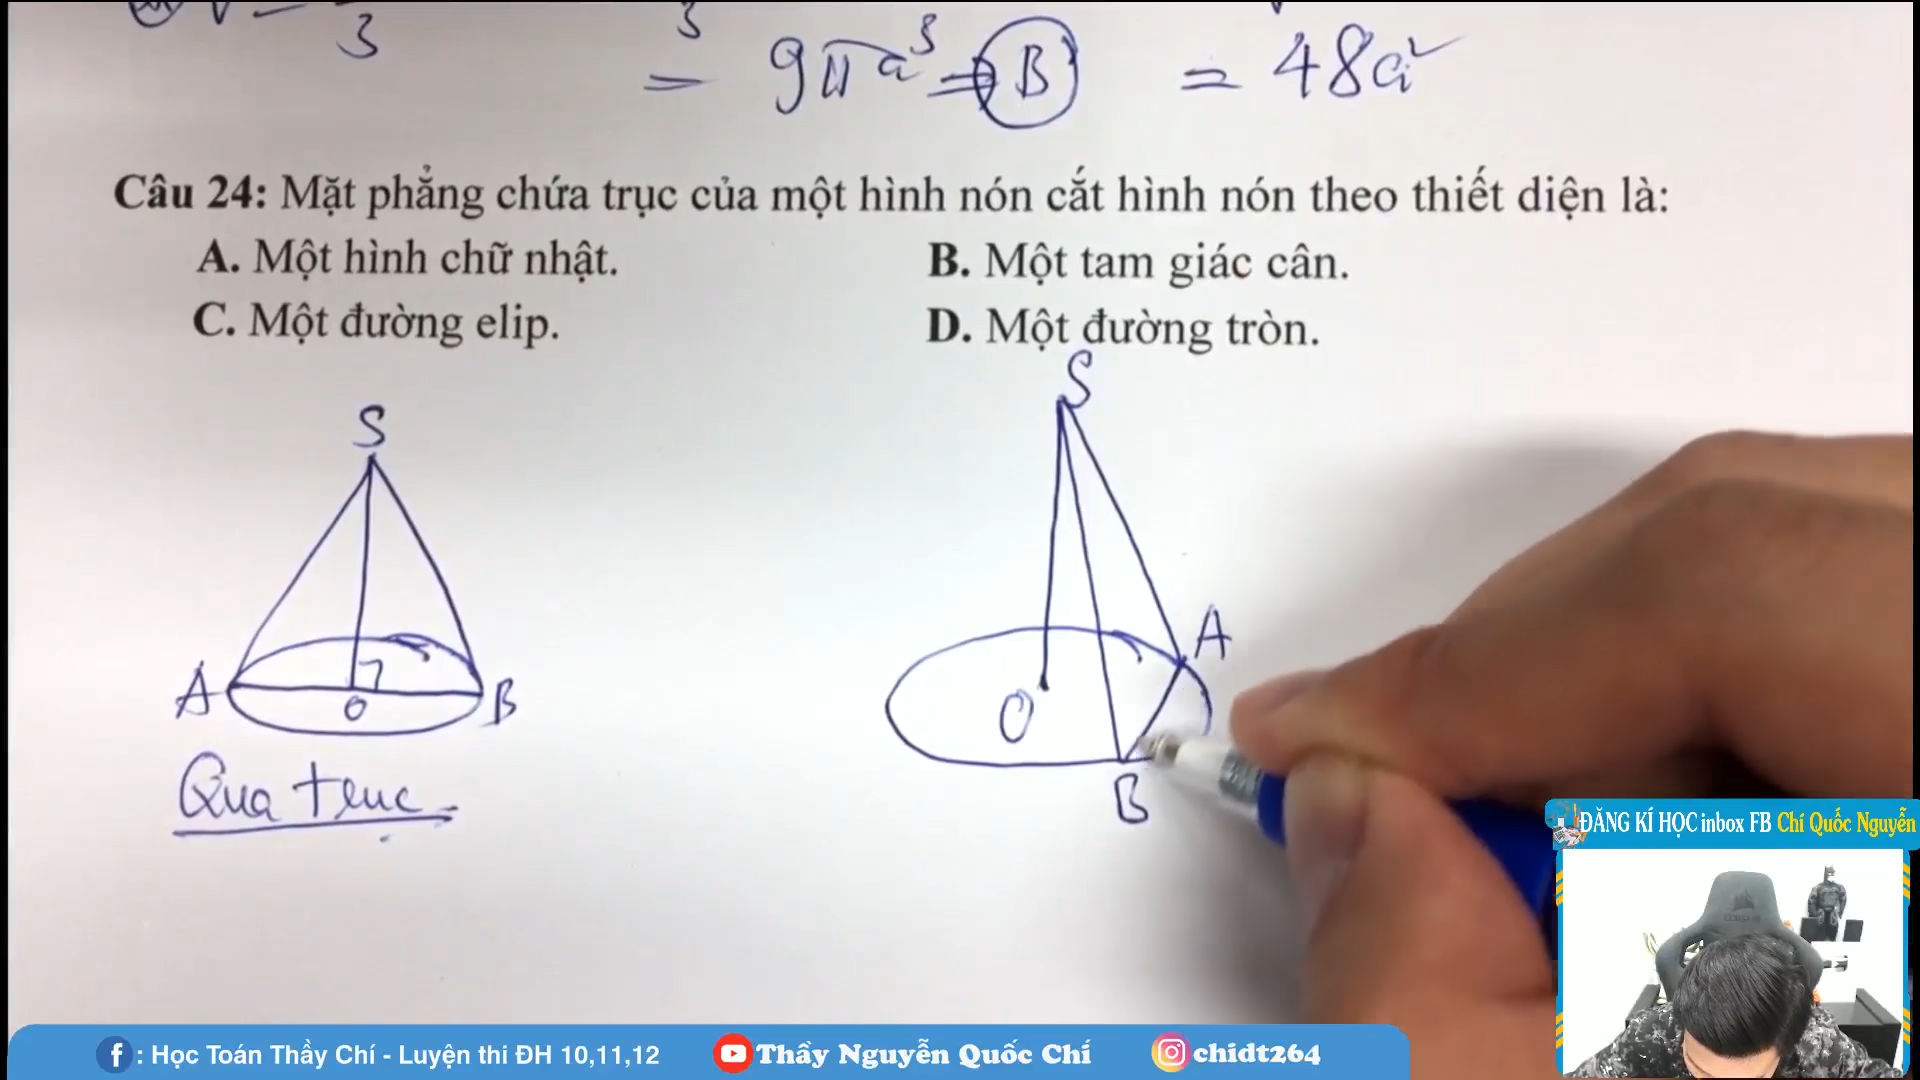 3 3
= 9πa³ ⇒ B = 48a²
Câu 24: Mặt phẳng chứa trục của một hình nón cắt hình nón theo thiết diện là:
A. Một hình chữ nhật. B. Một tam giác cân.
C. Một đường elip. D. Một đường tròn.
S S
A O B O A
B
Qua trục
ĐĂNG KÍ HỌC inbox FB Chí Quốc Nguyễn
f : Học Toán Thầy Chí - Luyện thi ĐH 10,11,12 Thầy Nguyễn Quốc Chí chidt264